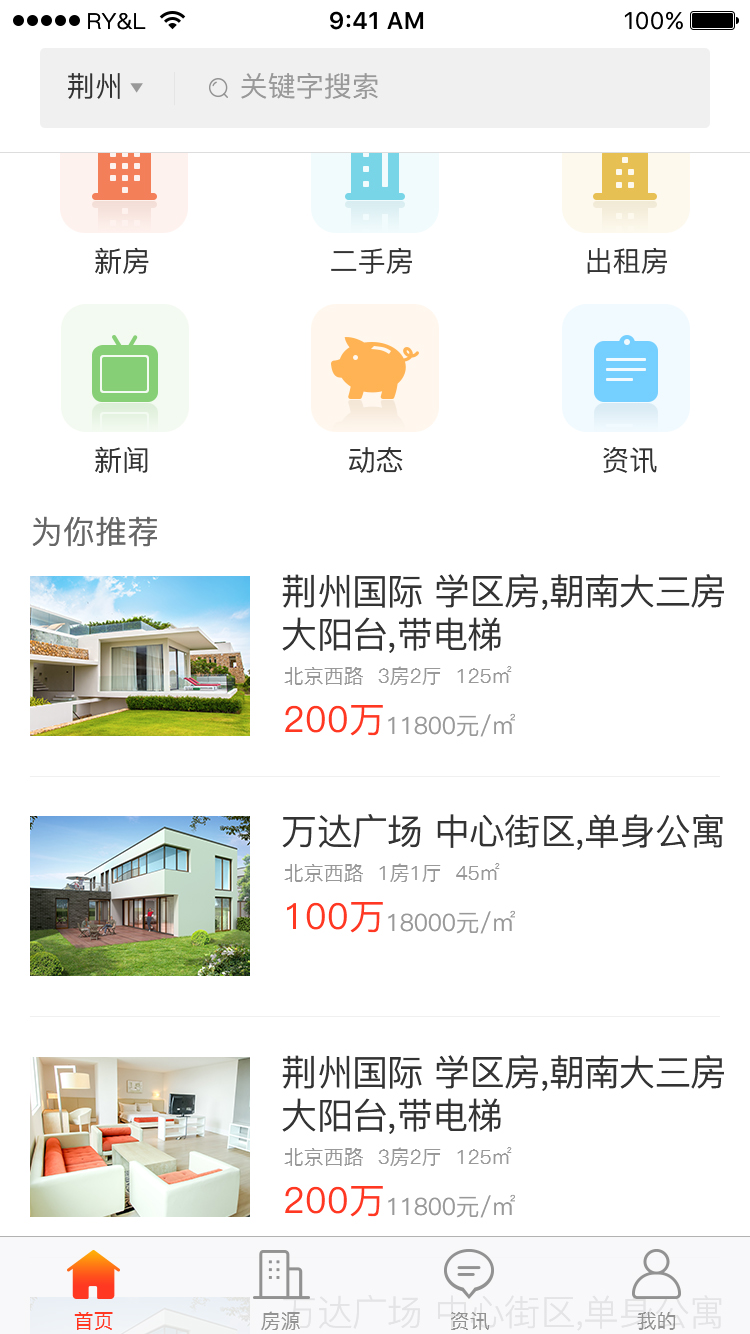 RY&L 9:41 AM 100%
荆州 关键字搜索
新房 二手房 出租房
新闻 动态 资讯
为你推荐
荆州国际 学区房,朝南大三房
大阳台,带电梯
北京西路 3房2厅 125㎡
200万11800元/㎡
万达广场 中心街区,单身公寓
北京西路 1房1厅 45㎡
100万18000元/㎡
荆州国际 学区房,朝南大三房
大阳台,带电梯
北京西路 3房2厅 125㎡
200万11800元/㎡
万达广场 中心街区,单身公寓
首页 房源 资讯 我的